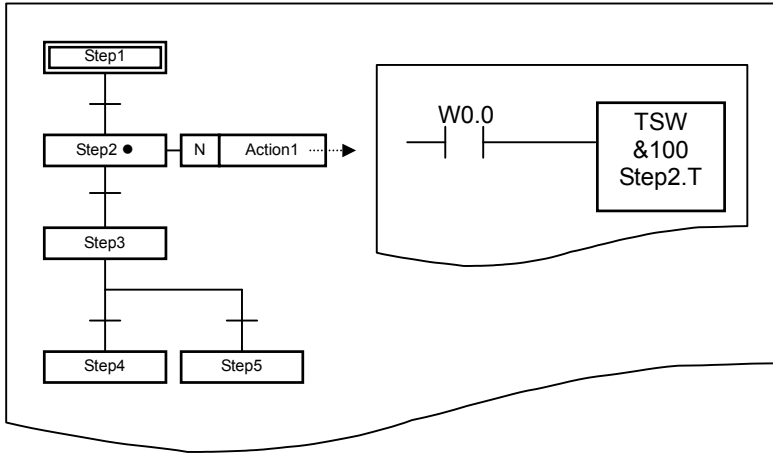 Step1
Step2
N
Action1
Step3
Step4
Step5
W0.0
TSW
&100
Step2.T